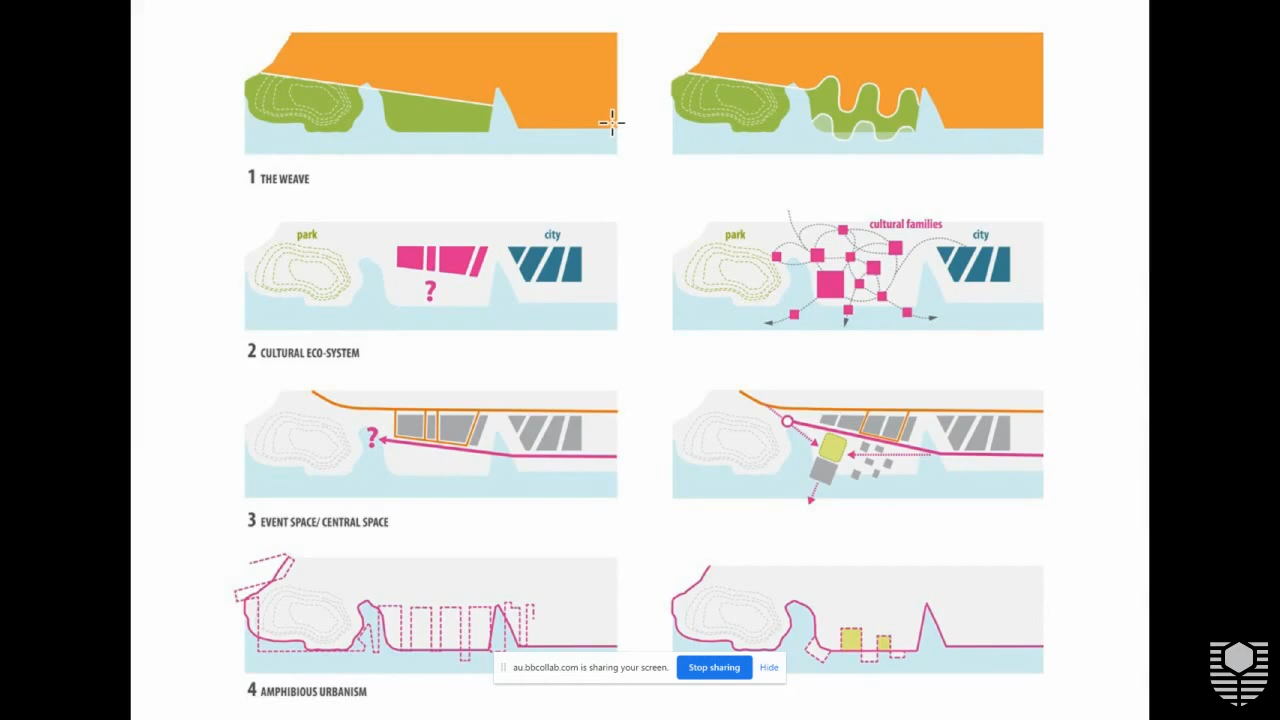 1 THE WEAVE
park
city
?
park
cultural families
city
2 CULTURAL ECO-SYSTEM
?
3 EVENT SPACE/ CENTRAL SPACE
au.bbcollab.com is sharing your screen.
Stop sharing
Hide
4 AMPHIBIOUS URBANISM